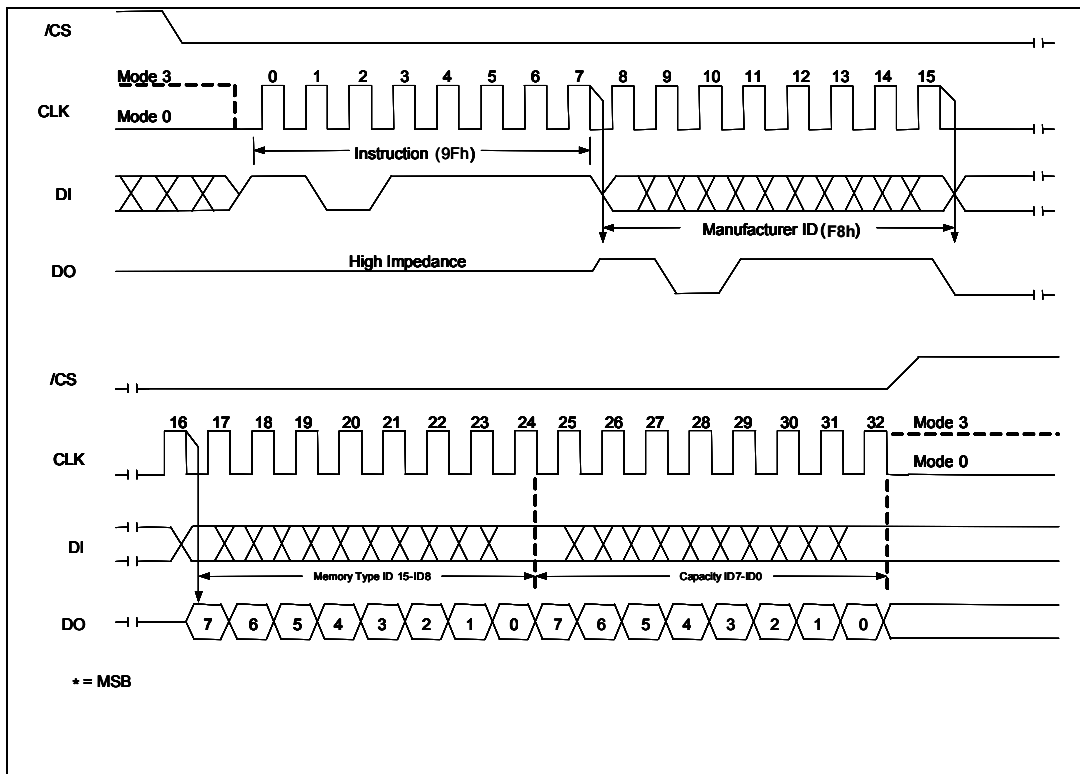 /CS
Mode 3
0 1 2 3 4 5 6 7 8 9 10 11 12 13 14 15
CLK
Mode 0
Instruction (9Fh)
DI
Manufacturer ID (F8h)
High Impedance
DO
/CS
16 17 18 19 20 21 22 23 24 25 26 27 28 29 30 31 32
Mode 3
CLK
Mode 0
DI
Memory Type ID 15-ID8
Capacity ID7-ID0
DO
7 6 5 4 3 2 1 0 7 6 5 4 3 2 1 0
* = MSB